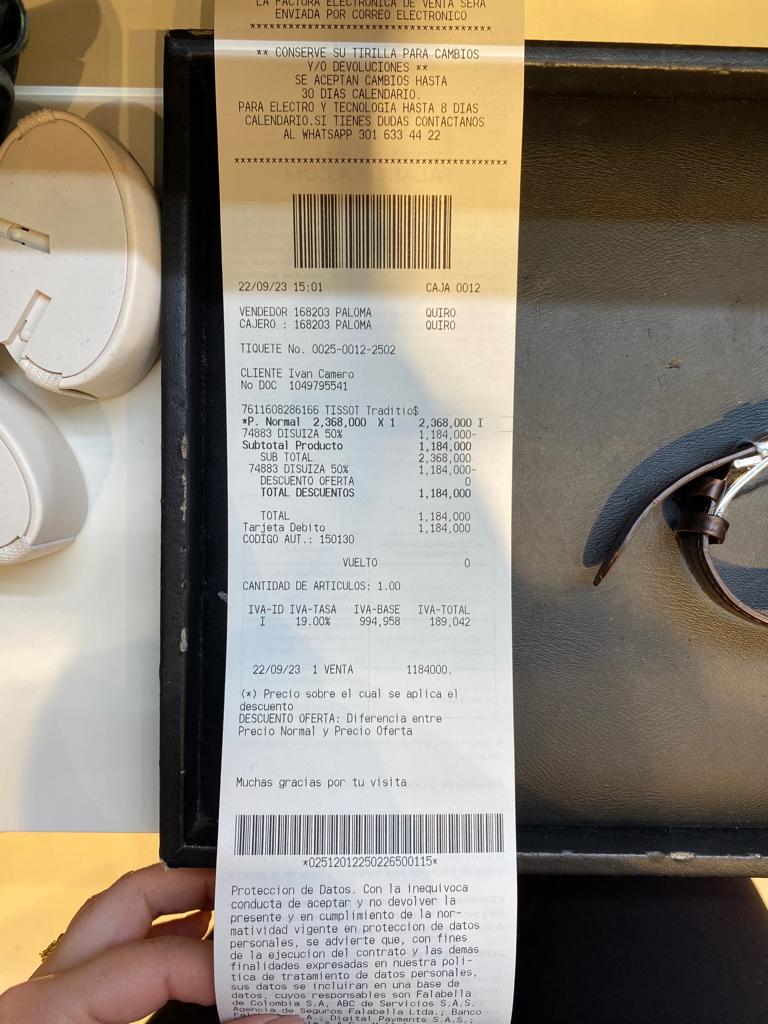 LA FACTURA ELECTRONICA DE VENTA SERA
ENVIADA POR CORREO ELECTRONICO
** CONSERVE SU TIRILLA PARA CAMBIOS
Y/O DEVOLUCIONES **
SE ACEPTAN CAMBIOS HASTA
30 DIAS CALENDARIO.
PARA ELECTRO Y TECNOLOGIA HASTA 8 DIAS
CALENDARIO.SI TIENES DUDAS CONTACTANOS
AL WHATSAPP 301 633 44 22
22/09/23 15:01 CAJA 0012
VENDEDOR 168203 PALOMA QUIRO
CAJERO : 168203 PALOMA QUIRO
TIQUETE No. 0025-0012-2502
CLIENTE Ivan Camero
No DOC 1049795541
7611608286166 TISSOT Traditio$
*P. Normal 2,368,000 X 1 2,368,000 I
74883 DISUIZA 50% 1,184,000-
Subtotal Producto 1,184,000
SUB TOTAL 2,368,000
74883 DISUIZA 50% 1,184,000-
DESCUENTO OFERTA 0
TOTAL DESCUENTOS 1,184,000
TOTAL 1,184,000
Tarjeta Debito 1,184,000
CODIGO AUT.: 150130
VUELTO 0
CANTIDAD DE ARTICULOS: 1.00
IVA-ID IVA-TASA IVA-BASE IVA-TOTAL
I 19.00% 994,958 189,042
22/09/23 1 VENTA 1184000.
(*) Precio sobre el cual se aplica el
descuento
DESCUENTO OFERTA: Diferencia entre
Precio Normal y Precio Oferta
Muchas gracias por tu visita
*02512012250226500115*
Proteccion de Datos. Con la inequivoca
conducta de aceptar y no devolver la
presente y en cumplimiento de la nor-
matividad vigente en proteccion de datos
personales, se advierte que, con fines
de la ejecucion del contrato y las demas
finalidades expresadas en nuestra poli-
tica de tratamiento de datos personales,
sus datos se incluiran en una base de
datos, cuyos responsables son Falabella
de Colombia S.A, ABC de Servicios S.A.S.
Agencia de Seguros Falabella Ltda.; Banco
A.; Digital Payments S.A.S.;